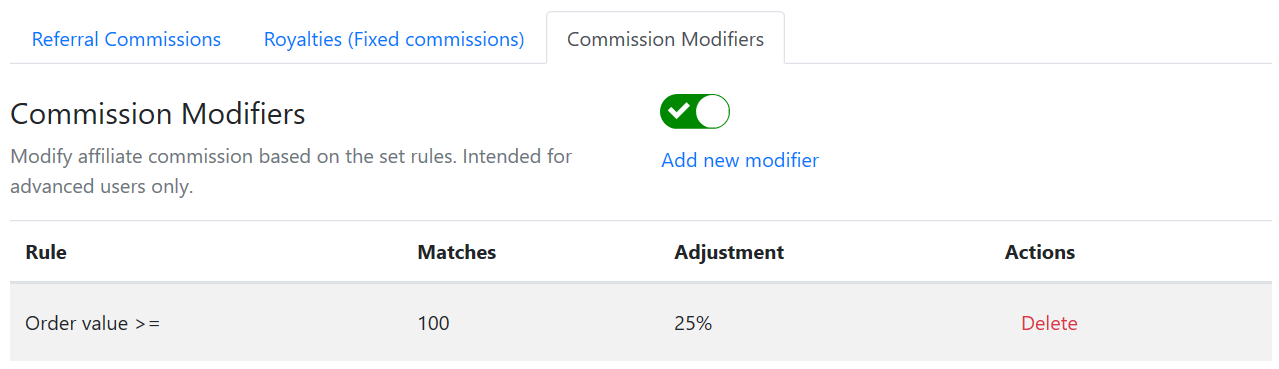 Referral Commissions Royalties (Fixed commissions) Commission Modifiers
Commission Modifiers
Modify affiliate commission based on the set rules. Intended for
advanced users only.
Add new modifier
Rule Matches Adjustment Actions
Order value >= 100 25% Delete